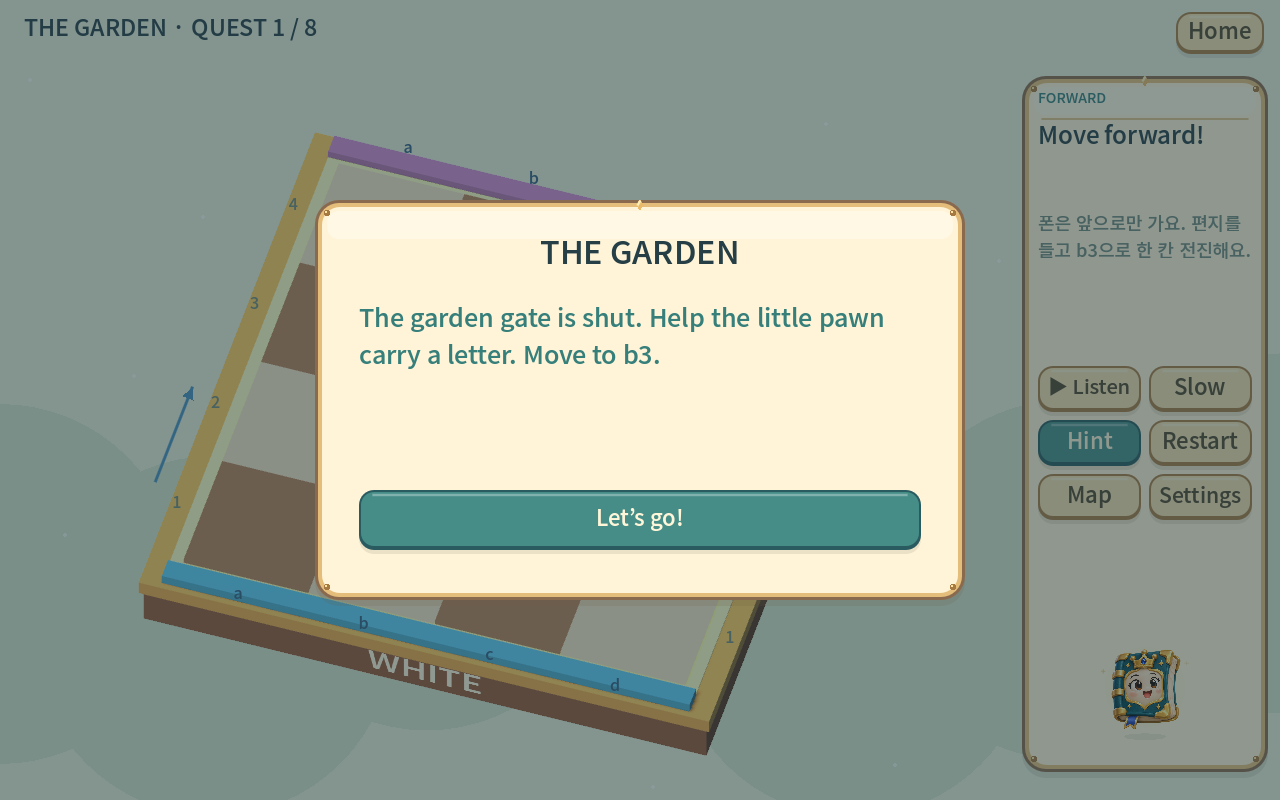 THE GARDEN · QUEST 1 / 8
Home
FORWARD
Move forward!
폰은 앞으로만 가요. 편지를
들고 b3으로 한 칸 전진해요.
▶ Listen
Slow
Hint
Restart
Map
Settings
THE GARDEN
The garden gate is shut. Help the little pawn
carry a letter. Move to b3.
Let’s go!
a
b
4
3
2
1
a
b
c
d
1
WHITE